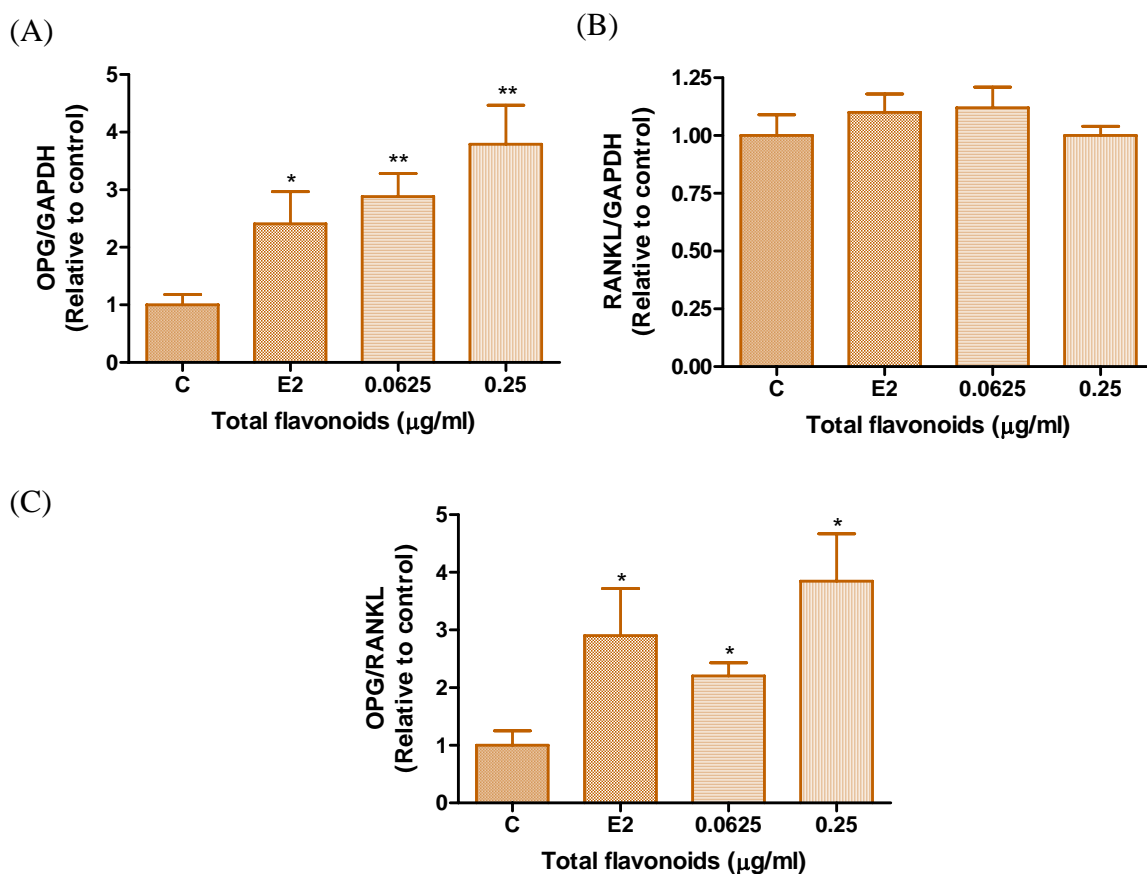 (A)
OPG/GAPDH
(Relative to control)
5
4
3
2
1
0
*
**
**
C E2 0.0625 0.25
Total flavonoids (μg/ml)
(B)
RANKL/GAPDH
(Relative to control)
1.25
1.00
0.75
0.50
0.25
0.00
C E2 0.0625 0.25
Total flavonoids (μg/ml)
(C)
OPG/RANKL
(Relative to control)
5
4
3
2
1
0
*
*
*
C E2 0.0625 0.25
Total flavonoids (μg/ml)